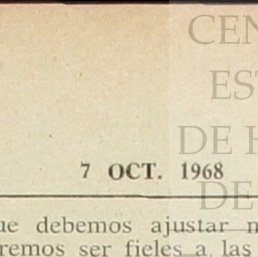 CEN
EST
DE H
7 OCT. 1968
DE
ue debemos ajustar
remos ser fieles a las